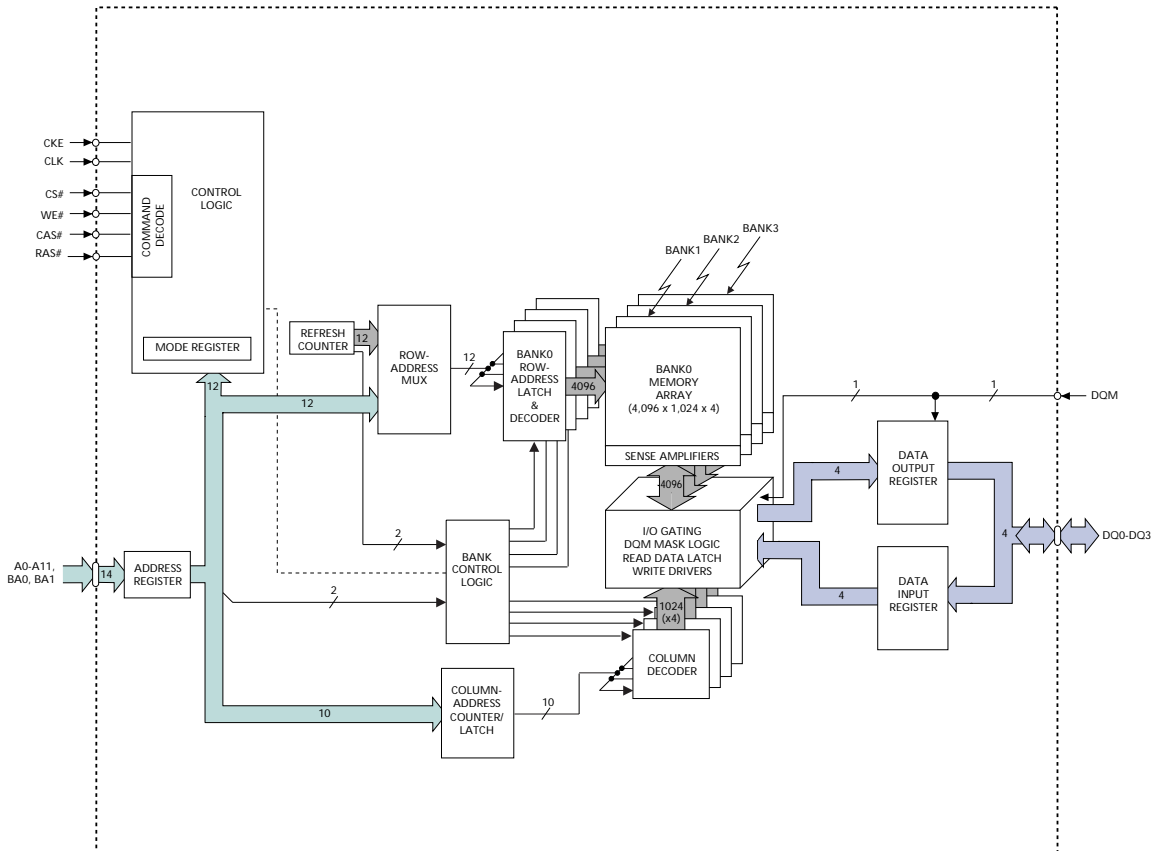 CKE
CLK
CS#
WE#
CAS#
RAS#
COMMAND
DECODE
CONTROL
LOGIC
MODE REGISTER
12
REFRESH
COUNTER
12
12
ROW-
ADDRESS
MUX
12
BANK0
ROW-
ADDRESS
LATCH
&
DECODER
4096
BANK1
BANK2
BANK3
BANK0
MEMORY
ARRAY
(4,096 x 1,024 x 4)
SENSE AMPLIFIERS
4096
I/O GATING
DQM MASK LOGIC
READ DATA LATCH
WRITE DRIVERS
1
1
DQM
4
DATA
OUTPUT
REGISTER
4
DQ0-DQ3
4
DATA
INPUT
REGISTER
A0-A11,
BA0, BA1
14
ADDRESS
REGISTER
2
2
BANK
CONTROL
LOGIC
1024
(x4)
COLUMN
DECODER
10
COLUMN-
ADDRESS
COUNTER/
LATCH
10